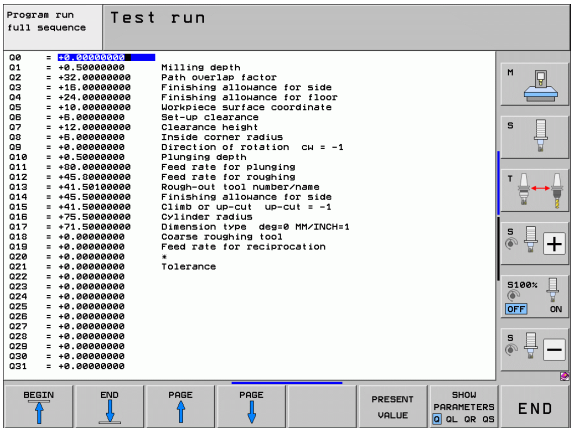 Program run
full sequence
Test run
Q0 = +0.00000000
Q1 = +0.50000000 Milling depth
Q2 = +32.00000000 Path overlap factor
Q3 = +16.00000000 Finishing allowance for side
Q4 = +24.00000000 Finishing allowance for floor
Q5 = +10.00000000 Workpiece surface coordinate
Q6 = +6.00000000 Set-up clearance
Q7 = +12.00000000 Clearance height
Q8 = +6.00000000 Inside corner radius
Q9 = +0.00000000 Direction of rotation cw = -1
Q10 = +0.50000000 Plunging depth
Q11 = +80.00000000 Feed rate for plunging
Q12 = +45.80000000 Feed rate for roughing
Q13 = +41.50100000 Rough-out tool number/name
Q14 = +45.50000000 Finishing allowance for side
Q15 = +41.50000000 Climb or up-cut up-cut = -1
Q16 = +75.50000000 Cylinder radius
Q17 = +71.50000000 Dimension type deg=0 MM/INCH=1
Q18 = +0.00000000 Coarse roughing tool
Q19 = +0.00000000 Feed rate for reciprocation
Q20 = +0.00000000 *
Q21 = +0.00000000 Tolerance
Q22 = +0.00000000
Q23 = +0.00000000
Q24 = +0.00000000
Q25 = +0.00000000
Q26 = +0.00000000
Q27 = +0.00000000
Q28 = +0.00000000
Q29 = +0.00000000
Q30 = +0.00000000
Q31 = +0.00000000
M
S
T
S
+
S100%
OFF ON
S
−
BEGIN
END
PAGE
PAGE
PRESENT
VALUE
SHOW
PARAMETERS
Q QL QR QS
END